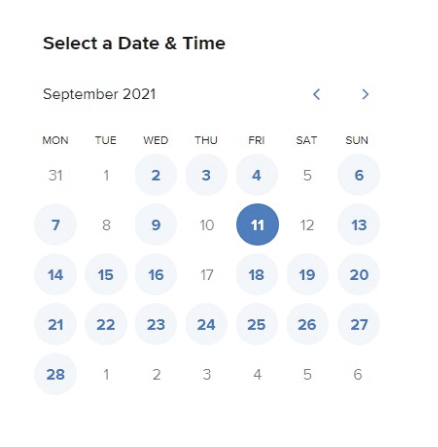 Select a Date & Time
September 2021
MON TUE WED THU FRI SAT SUN
31 1 2 3 4 5 6
7 8 9 10 11 12 13
14 15 16 17 18 19 20
21 22 23 24 25 26 27
28 1 2 3 4 5 6